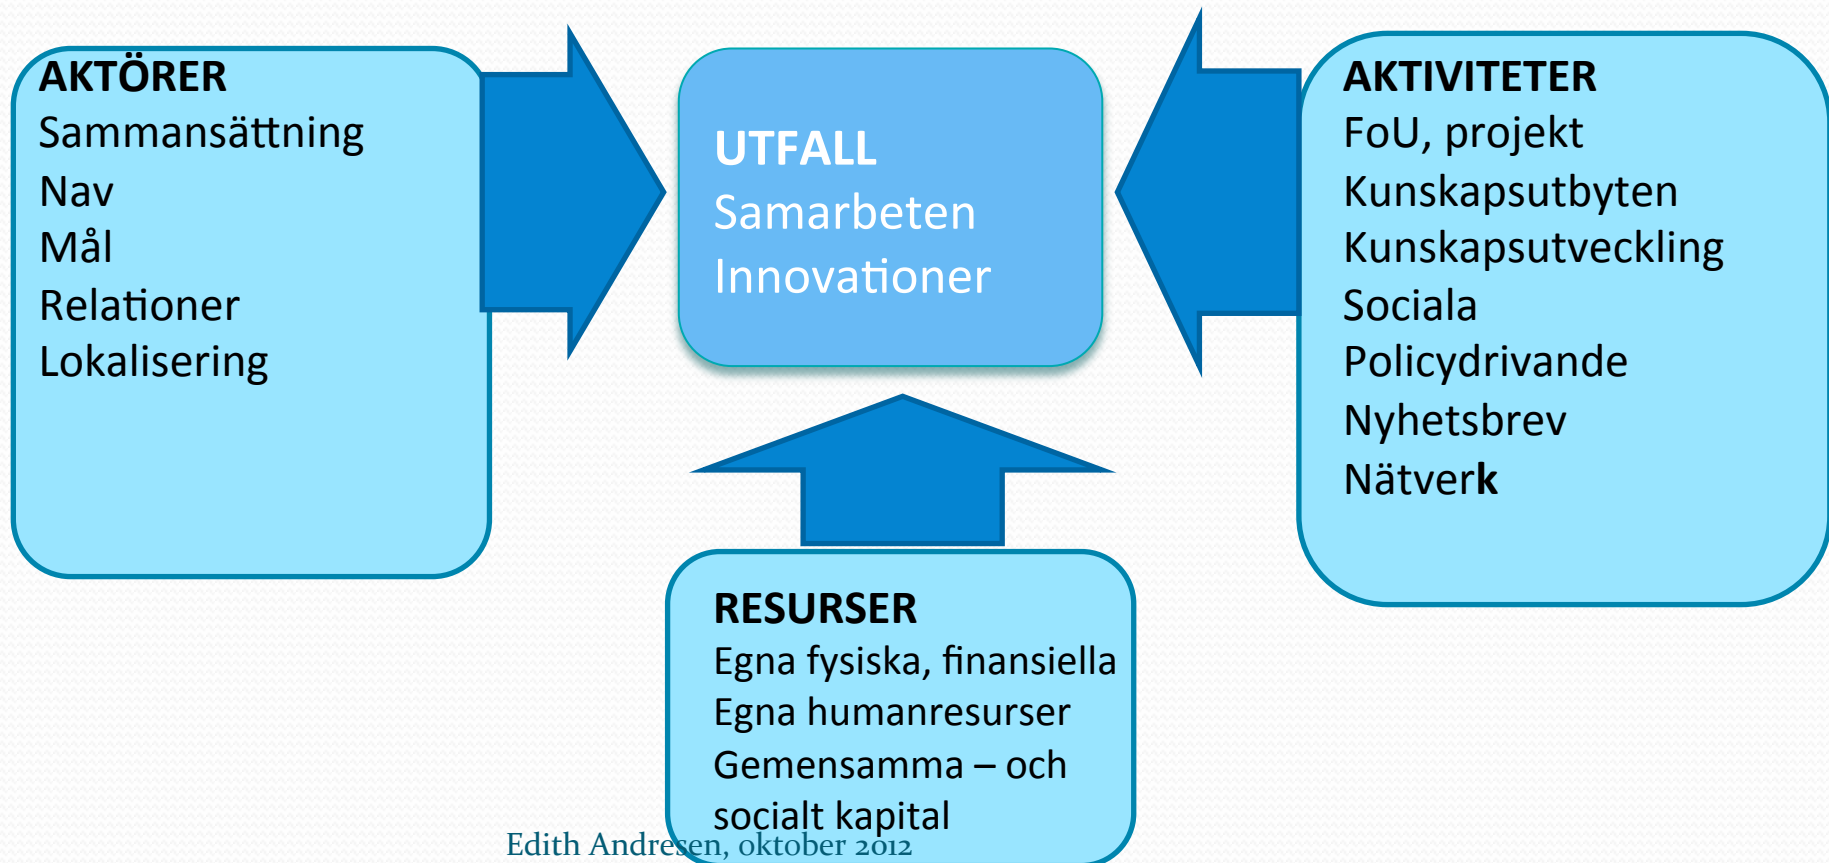 AKTÖRER
Sammansättning
Nav
Mål
Relationer
Lokalisering
UTFALL
Samarbeten
Innovationer
AKTIVITETER
FoU, projekt
Kunskapsutbyten
Kunskapsutveckling
Sociala
Policydrivande
Nyhetsbrev
Nätverk
RESURSER
Egna fysiska, finansiella
Egna humanresurser
Gemensamma – och
socialt kapital
Edith Andresen, oktober 2012